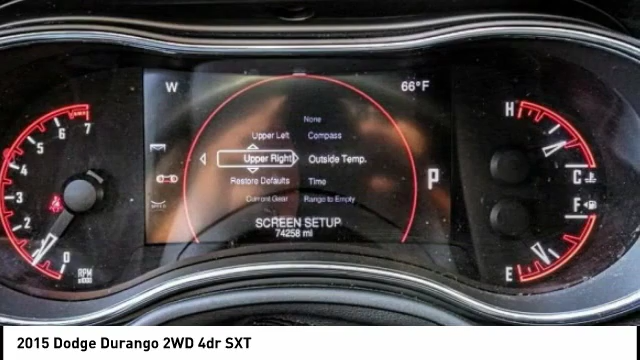 W
66°F
None
Upper Left Compass
Upper Right Outside Temp.
Restore Defaults Time
Current Gear Range to Empty
SCREEN SETUP
74258 mi
P
7
6
5
4
3
2
0
RPM
x1000
H
C
F
E
2015 Dodge Durango 2WD 4dr SXT